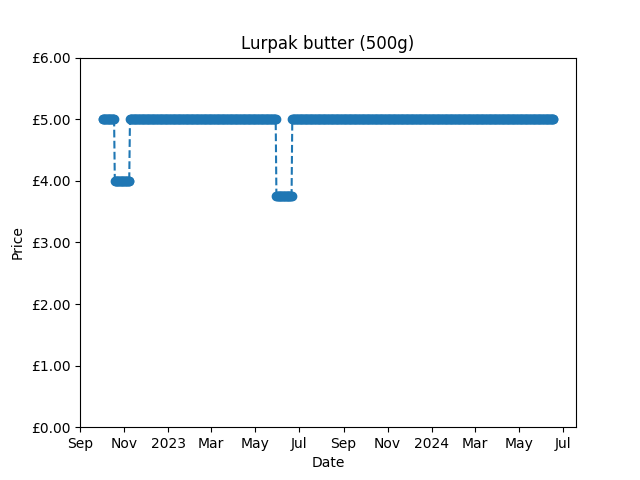 Lurpak butter (500g)
£6.00
£5.00
£4.00
£3.00
£2.00
£1.00
£0.00
Price
Sep Nov 2023 Mar May Jul Sep Nov 2024 Mar May Jul
Date